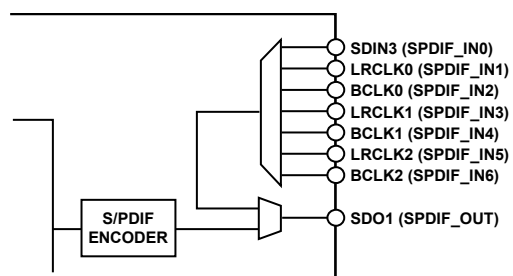 SDIN3 (SPDIF_IN0)
LRCLK0 (SPDIF_IN1)
BCLK0 (SPDIF_IN2)
LRCLK1 (SPDIF_IN3)
BCLK1 (SPDIF_IN4)
LRCLK2 (SPDIF_IN5)
BCLK2 (SPDIF_IN6)
S/PDIF
ENCODER
SDO1 (SPDIF_OUT)